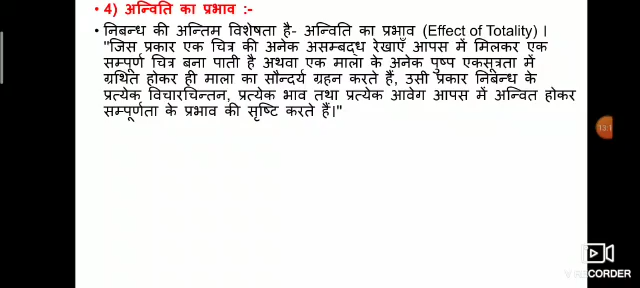 4) अन्विति का प्रभाव :-
निबन्ध की अन्तिम विशेषता है- अन्विति का प्रभाव (Effect of Totality) ।
"जिस प्रकार एक चित्र की अनेक असम्बद्ध रेखाएँ आपस में मिलकर एक
सम्पूर्ण चित्र बना पाती है अथवा एक माला के अनेक पुष्प एकसूत्रता में
ग्रथित होकर ही माला का सौन्दर्य ग्रहन करते हैं, उसी प्रकार निबन्ध के
प्रत्येक विचारचिन्तन, प्रत्येक भाव तथा प्रत्येक आवेग आपस में अन्वित होकर
सम्पूर्णता के प्रभाव की सृष्टि करते हैं।"
V RECORDER